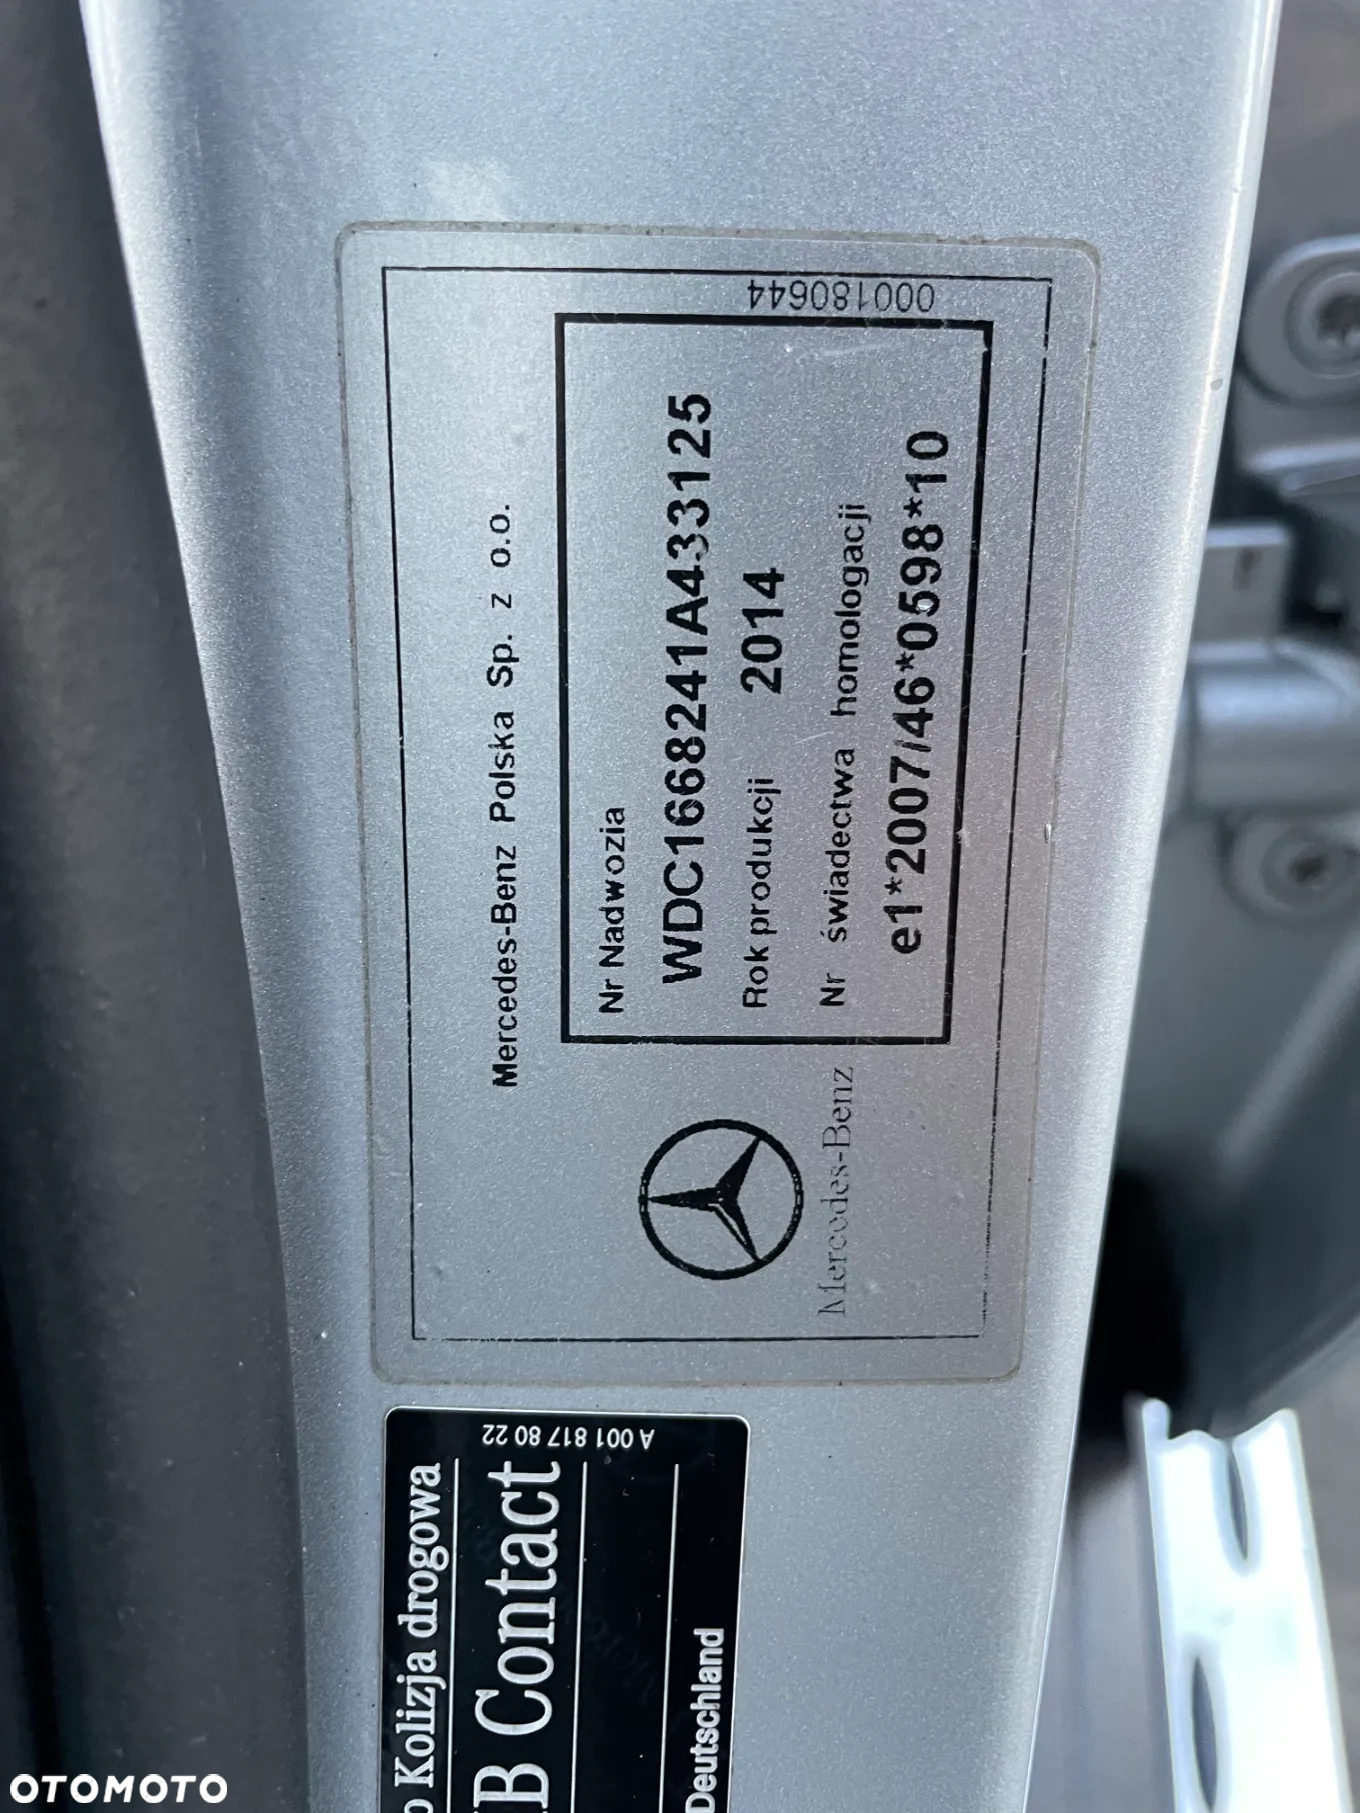 Mercedes-Benz Polska Sp. z o.o.
Nr Nadwozia
WDC1668241A433125
Rok produkcji 2014
Nr świadectwa homologacji
e1*2007/46*0598*10
Mercedes-Benz
000180644
Kolizja drogowa
Contact
Deutschland
A 001 817 80 22
OTOMOTO